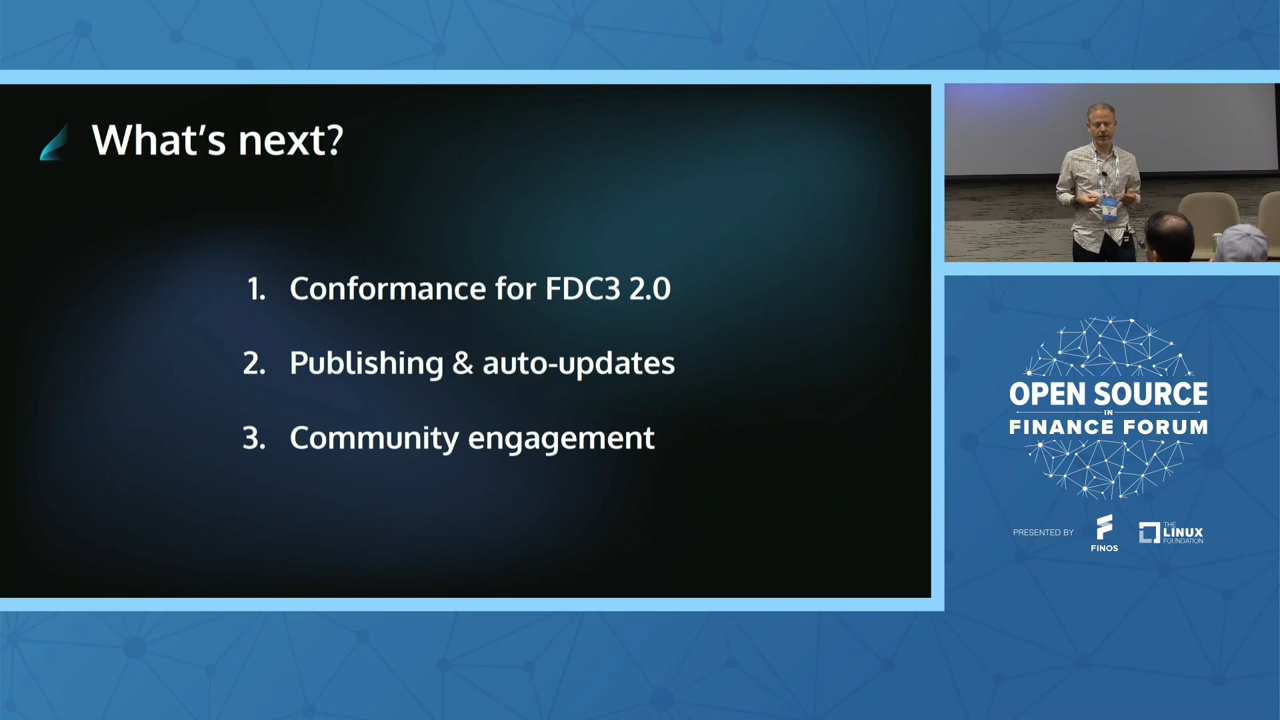 What's next?
1. Conformance for FDC3 2.0
2. Publishing & auto-updates
3. Community engagement
OPEN SOURCE
IN
FINANCE FORUM
PRESENTED BY
FINOS
THE
LINUX
FOUNDATION